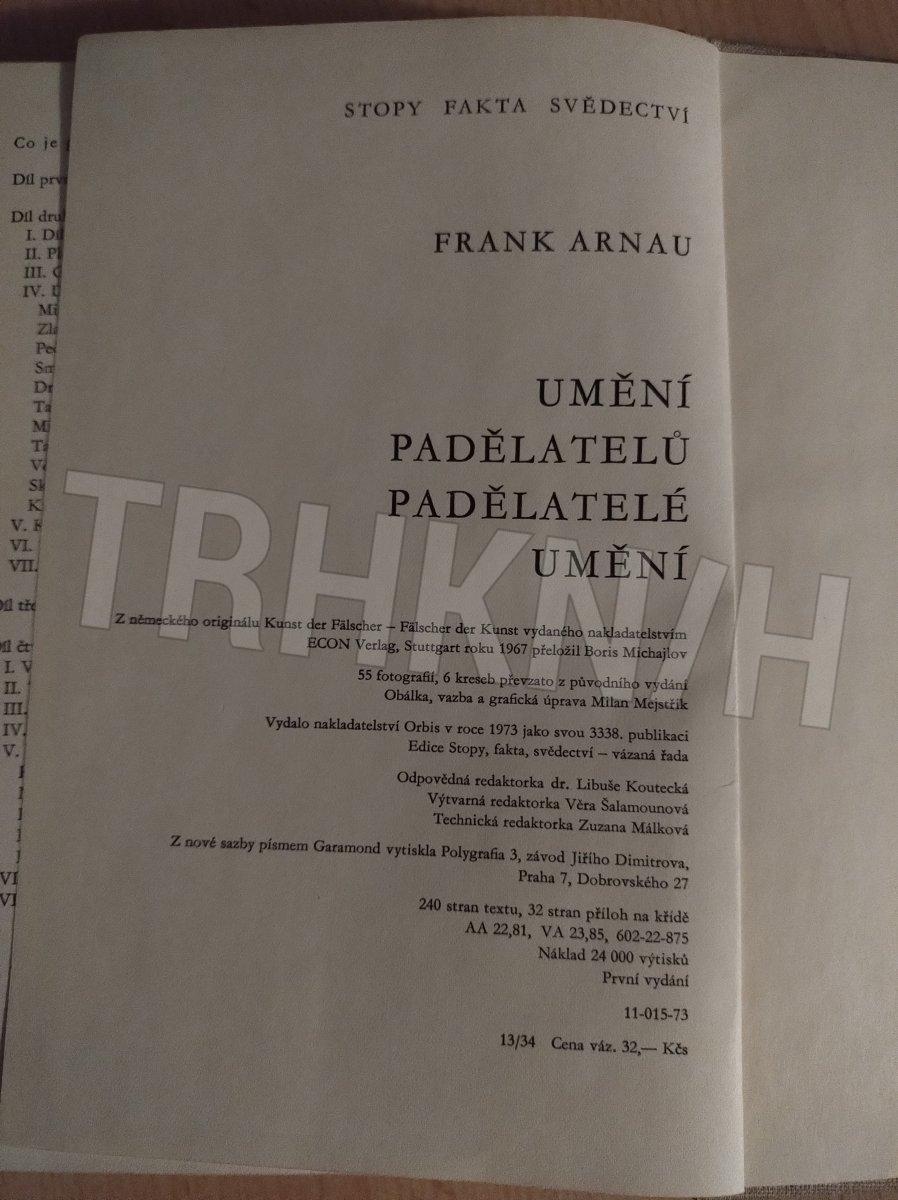 STOPY FAKTA SVĚDECTVÍ
FRANK ARNAU
UMĚNÍ
PADĚLATELŮ
PADĚLATELÉ
UMĚNÍ
Z německého originálu Kunst der Fälscher – Fälscher der Kunst vydaného nakladatelstvím
ECON Verlag, Stuttgart roku 1967 přeložil Boris Michajlov
55 fotografií, 6 kreseb převzato z původního vydání
Obálka, vazba a grafická úprava Milan Mejstřík
Vydalo nakladatelství Orbis v roce 1973 jako svou 3338. publikaci
Edice Stopy, fakta, svědectví – vázaná řada
Odpovědná redaktorka dr. Libuše Koutecká
Výtvarná redaktorka Věra Šalamounová
Technická redaktorka Zuzana Málková
Z nové sazby písmem Garamond vytiskla Polygrafia 3, závod Jiřího Dimitrova,
Praha 7, Dobrovského 27
240 stran textu, 32 stran příloh na křídě
AA 22,81, VA 23,85, 602-22-875
Náklad 24 000 výtisků
První vydání
11-015-73
13/34 Cena váz. 32,— Kčs
Co je
Díl
Díl
I.
II.
III.
IV.
V.
VI.
VII.
Díl
I.
II.
III.
IV.
V.
TRHKNIH